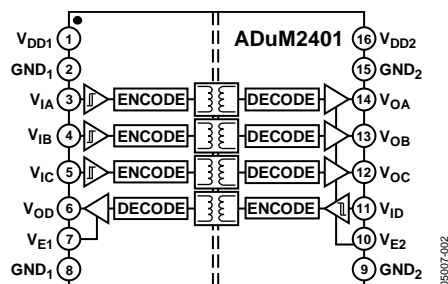 ADuM2401
VDD1 1 16 VDD2
GND1 2 15 GND2
VIA 3 ENCODE DECODE 14 VOA
VIB 4 ENCODE DECODE 13 VOB
VIC 5 ENCODE DECODE 12 VOC
VOD 6 DECODE ENCODE 11 VID
VE1 7 10 VE2
GND1 8 9 GND2
05007-002